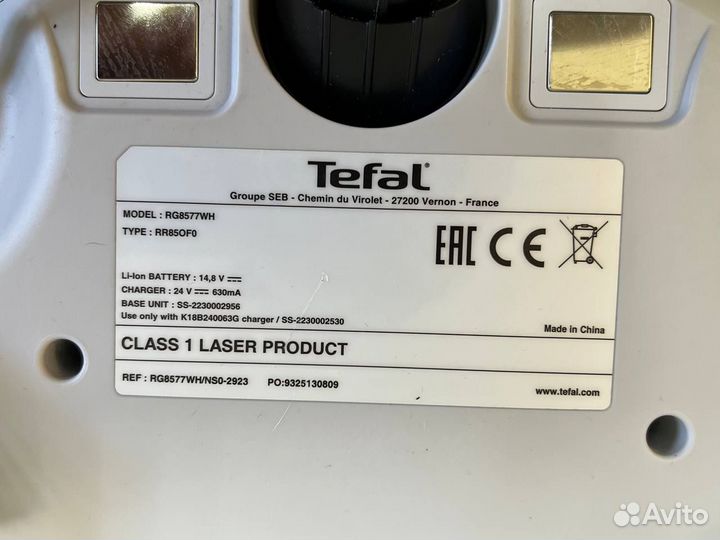 Tefal
Groupe SEB - Chemin du Virolet - 27200 Vernon - France
MODEL : RG8577WH
TYPE : RR85OF0
EAC CE
Li-Ion BATTERY : 14,8 V
CHARGER : 24 V 630mA
BASE UNIT : SS-2230002956
Use only with K18B240063G charger / SS-2230002530
Made in China
CLASS 1 LASER PRODUCT
REF : RG8577WH/NS0-2923 PO:9325130809
www.tefal.com
Avito